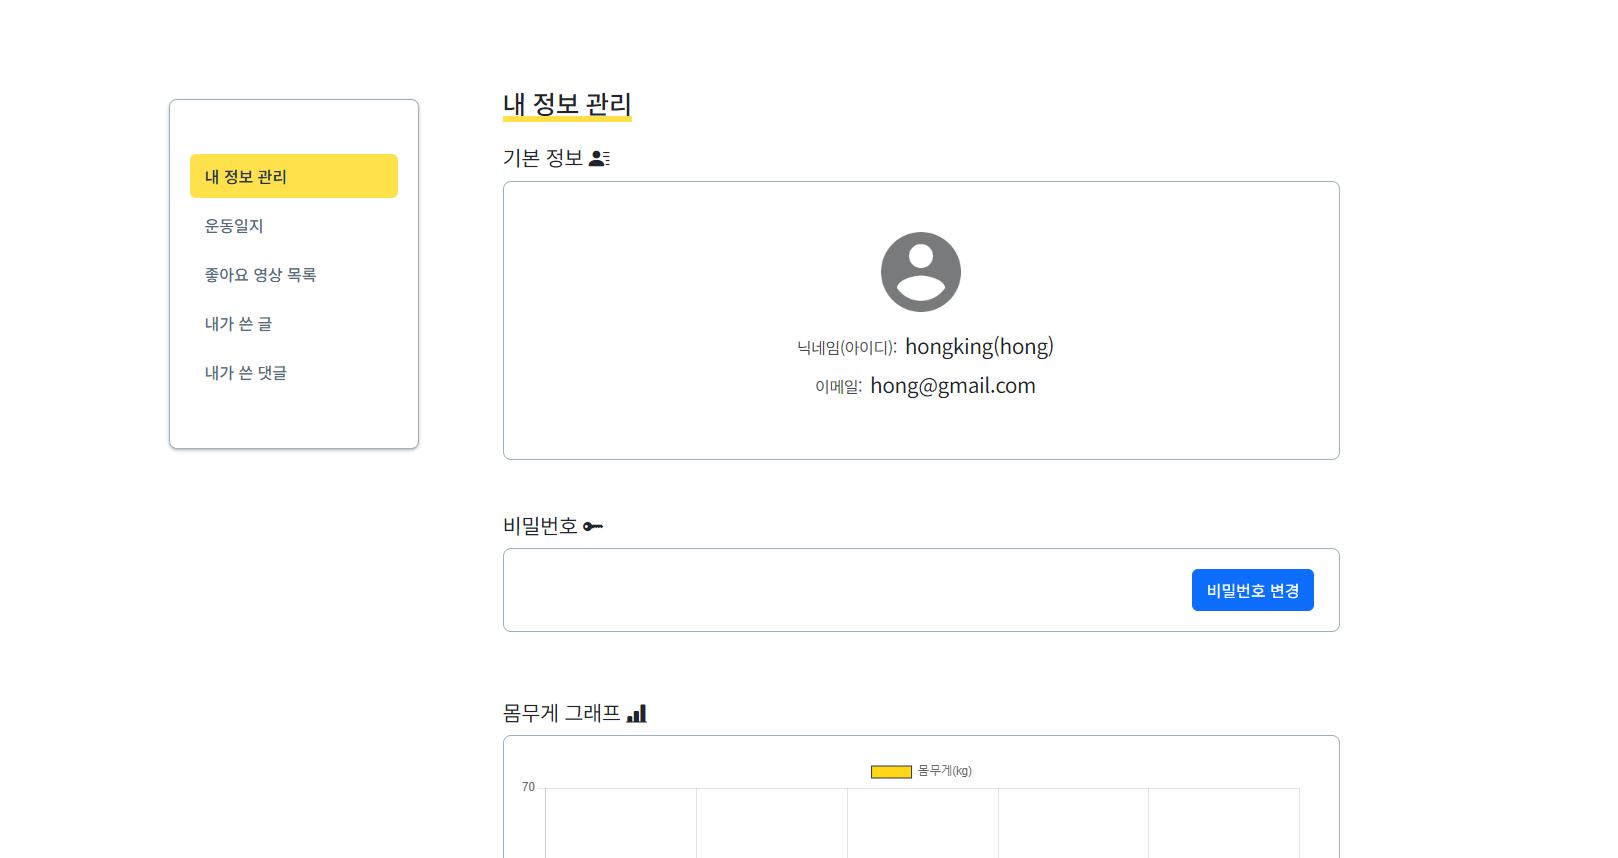 내 정보 관리
운동일지
좋아요 영상 목록
내가 쓴 글
내가 쓴 댓글
내 정보 관리
기본 정보
닉네임(아이디): hongking(hong)
이메일: hong@gmail.com
비밀번호
비밀번호 변경
몸무게 그래프
몸무게(kg)
70